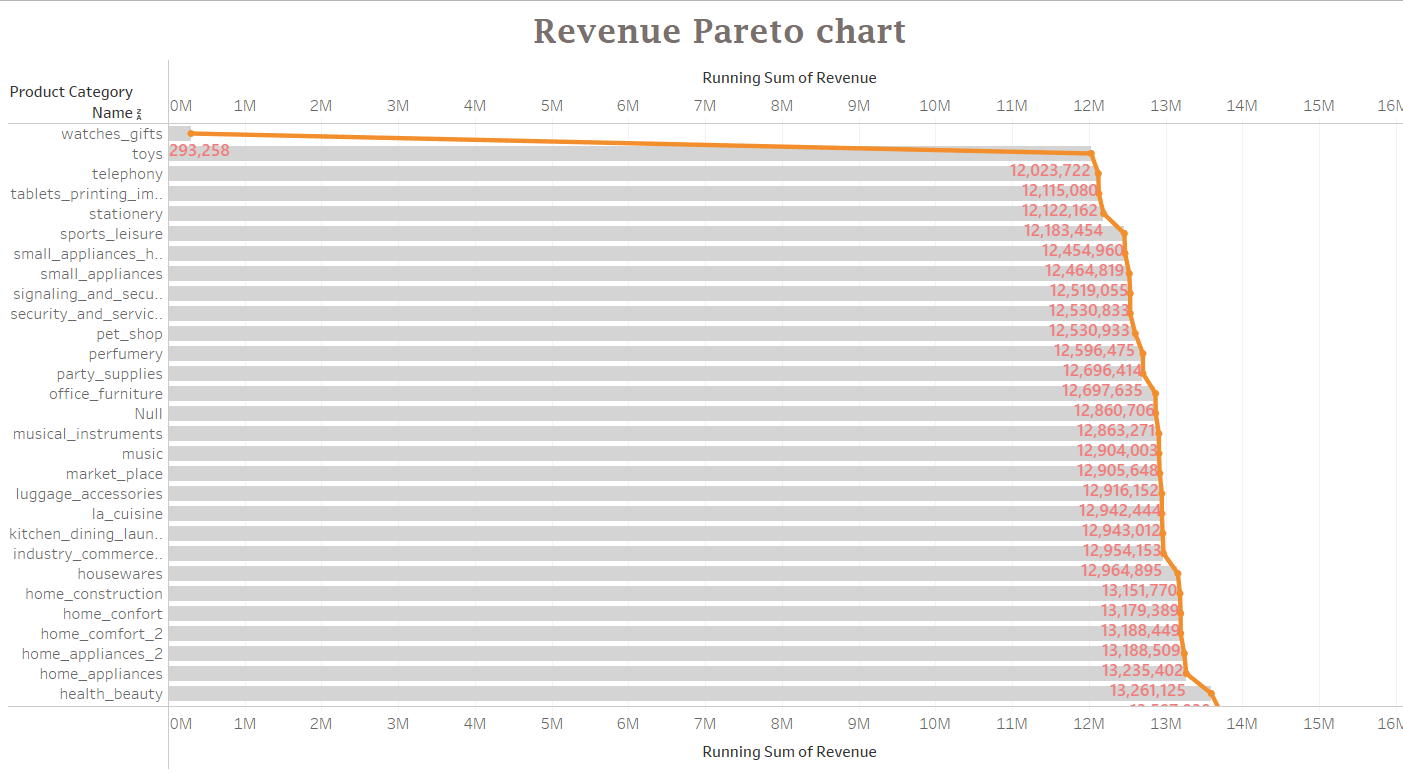 Revenue Pareto chart
Running Sum of Revenue
Product Category
Name
0M 1M 2M 3M 4M 5M 6M 7M 8M 9M 10M 11M 12M 13M 14M 15M 16M
watches_gifts
293,258
toys
12,023,722
telephony
12,115,080
tablets_printing_im..
12,122,162
stationery
12,183,454
sports_leisure
12,454,960
small_appliances_h..
12,464,819
small_appliances
12,519,055
signaling_and_secu..
12,530,833
security_and_servic..
12,530,933
pet_shop
12,596,475
perfumery
12,696,414
party_supplies
12,697,635
office_furniture
12,860,706
Null
12,863,271
musical_instruments
12,904,003
music
12,905,648
market_place
12,916,152
luggage_accessories
12,942,444
la_cuisine
12,943,012
kitchen_dining_laun..
12,954,153
industry_commerce..
12,964,895
housewares
13,151,770
home_construction
13,179,389
home_confort
13,188,449
home_comfort_2
13,188,509
home_appliances_2
13,235,402
home_appliances
13,261,125
health_beauty
0M 1M 2M 3M 4M 5M 6M 7M 8M 9M 10M 11M 12M 13M 14M 15M 16M
Running Sum of Revenue